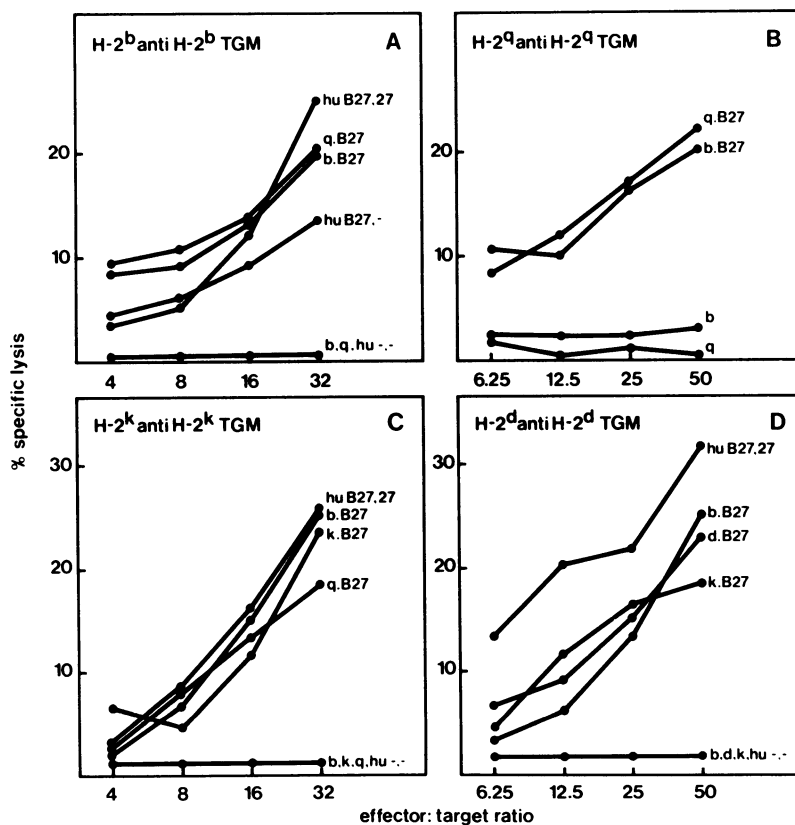 H-2b anti H-2b TGM
A
hu B27.27
q.B27
b.B27
hu B27.-
b.q.hu -.-
20
10
4 8 16 32
H-2q anti H-2q TGM
B
q.B27
b.B27
b
q
20
10
6.25 12.5 25 50
% specific lysis
H-2k anti H-2k TGM
C
hu B27.27
b.B27
k.B27
q.B27
b.k.q.hu -.-
30
20
10
4 8 16 32
H-2d anti H-2d TGM
D
hu B27.27
b.B27
d.B27
k.B27
b.d.k.hu -.-
30
20
10
6.25 12.5 25 50
effector: target ratio